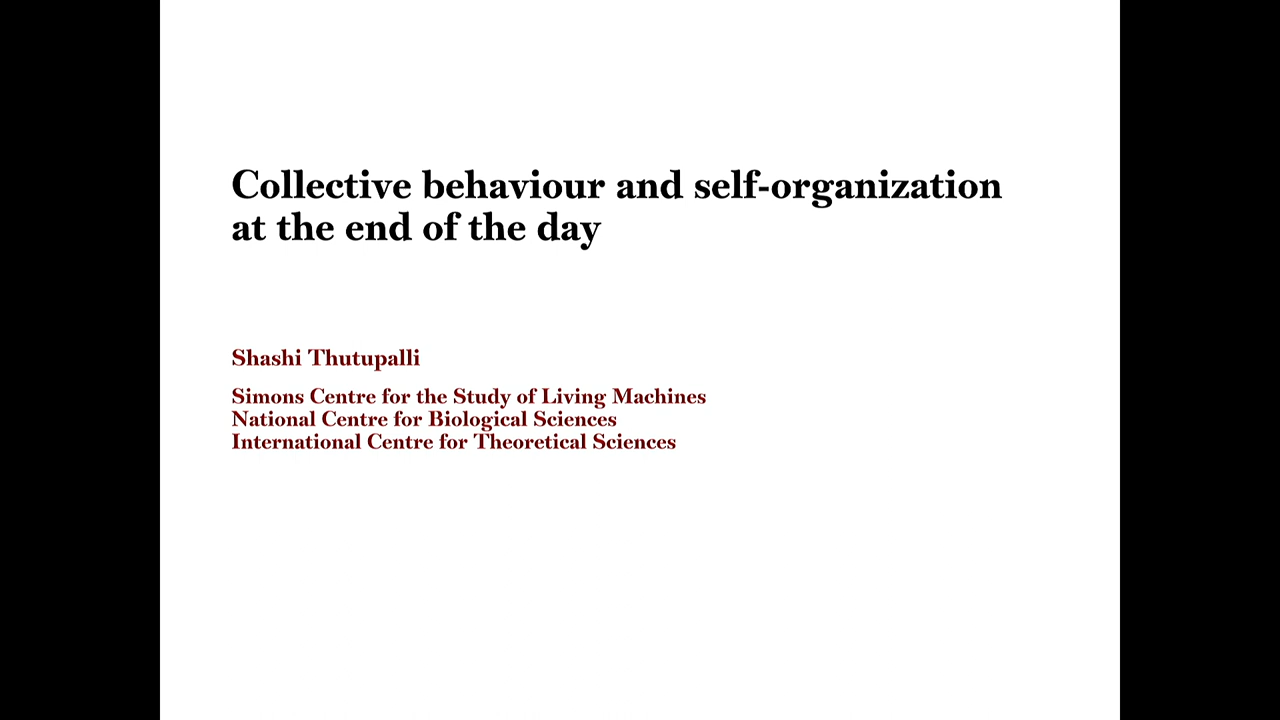 Collective behaviour and self-organization
at the end of the day
Shashi Thutupalli
Simons Centre for the Study of Living Machines
National Centre for Biological Sciences
International Centre for Theoretical Sciences